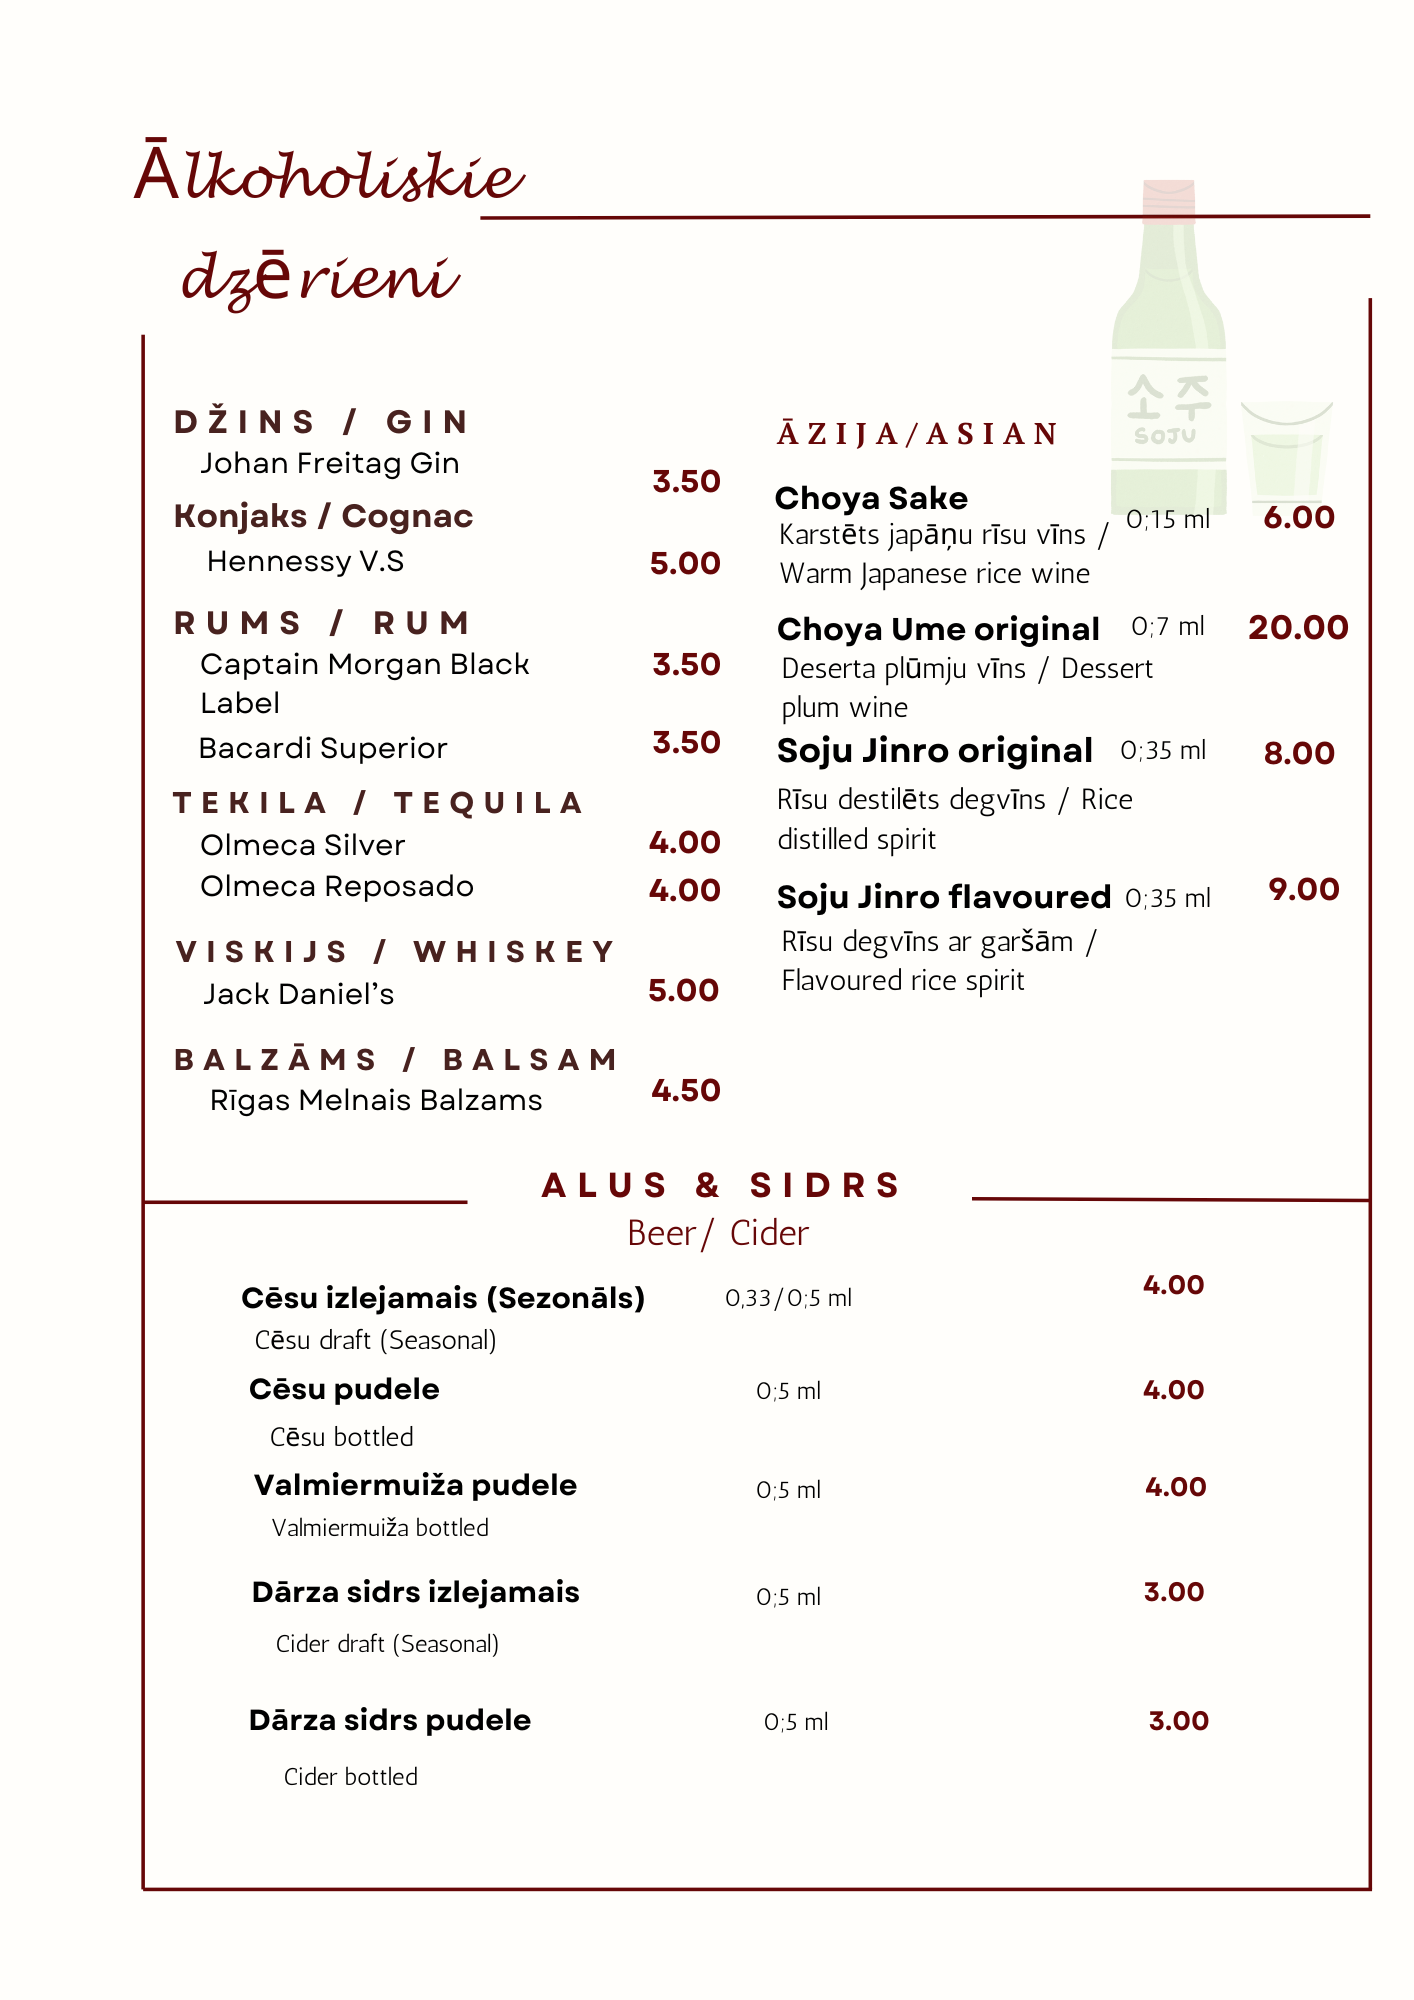 Ālkoholiskie
dzērieni
DŽINS / GIN
Johan Freitag Gin
3.50
Konjaks / Cognac
Hennessy V.S
5.00
RUMS / RUM
Captain Morgan Black
Label
3.50
Bacardi Superior
3.50
TEKILA / TEQUILA
Olmeca Silver
4.00
Olmeca Reposado
4.00
VISKIJS / WHISKEY
Jack Daniel’s
5.00
BALZĀMS / BALSAM
Rīgas Melnais Balzams
4.50
소주
SOJU
ĀZIJA/ASIAN
Choya Sake
0;15 ml
6.00
Karstēts japāņu rīsu vīns /
Warm Japanese rice wine
Choya Ume original
0;7 ml
20.00
Deserta plūmju vīns / Dessert
plum wine
Soju Jinro original
0;35 ml
8.00
Rīsu destilēts degvīns / Rice
distilled spirit
Soju Jinro flavoured
0;35 ml
9.00
Rīsu degvīns ar garšām /
Flavoured rice spirit
ALUS & SIDRS
Beer/ Cider
Cēsu izlejamais (Sezonāls)
0,33/0;5 ml
4.00
Cēsu draft (Seasonal)
Cēsu pudele
0;5 ml
4.00
Cēsu bottled
Valmiermuiža pudele
0;5 ml
4.00
Valmiermuiža bottled
Dārza sidrs izlejamais
0;5 ml
3.00
Cider draft (Seasonal)
Dārza sidrs pudele
0;5 ml
3.00
Cider bottled